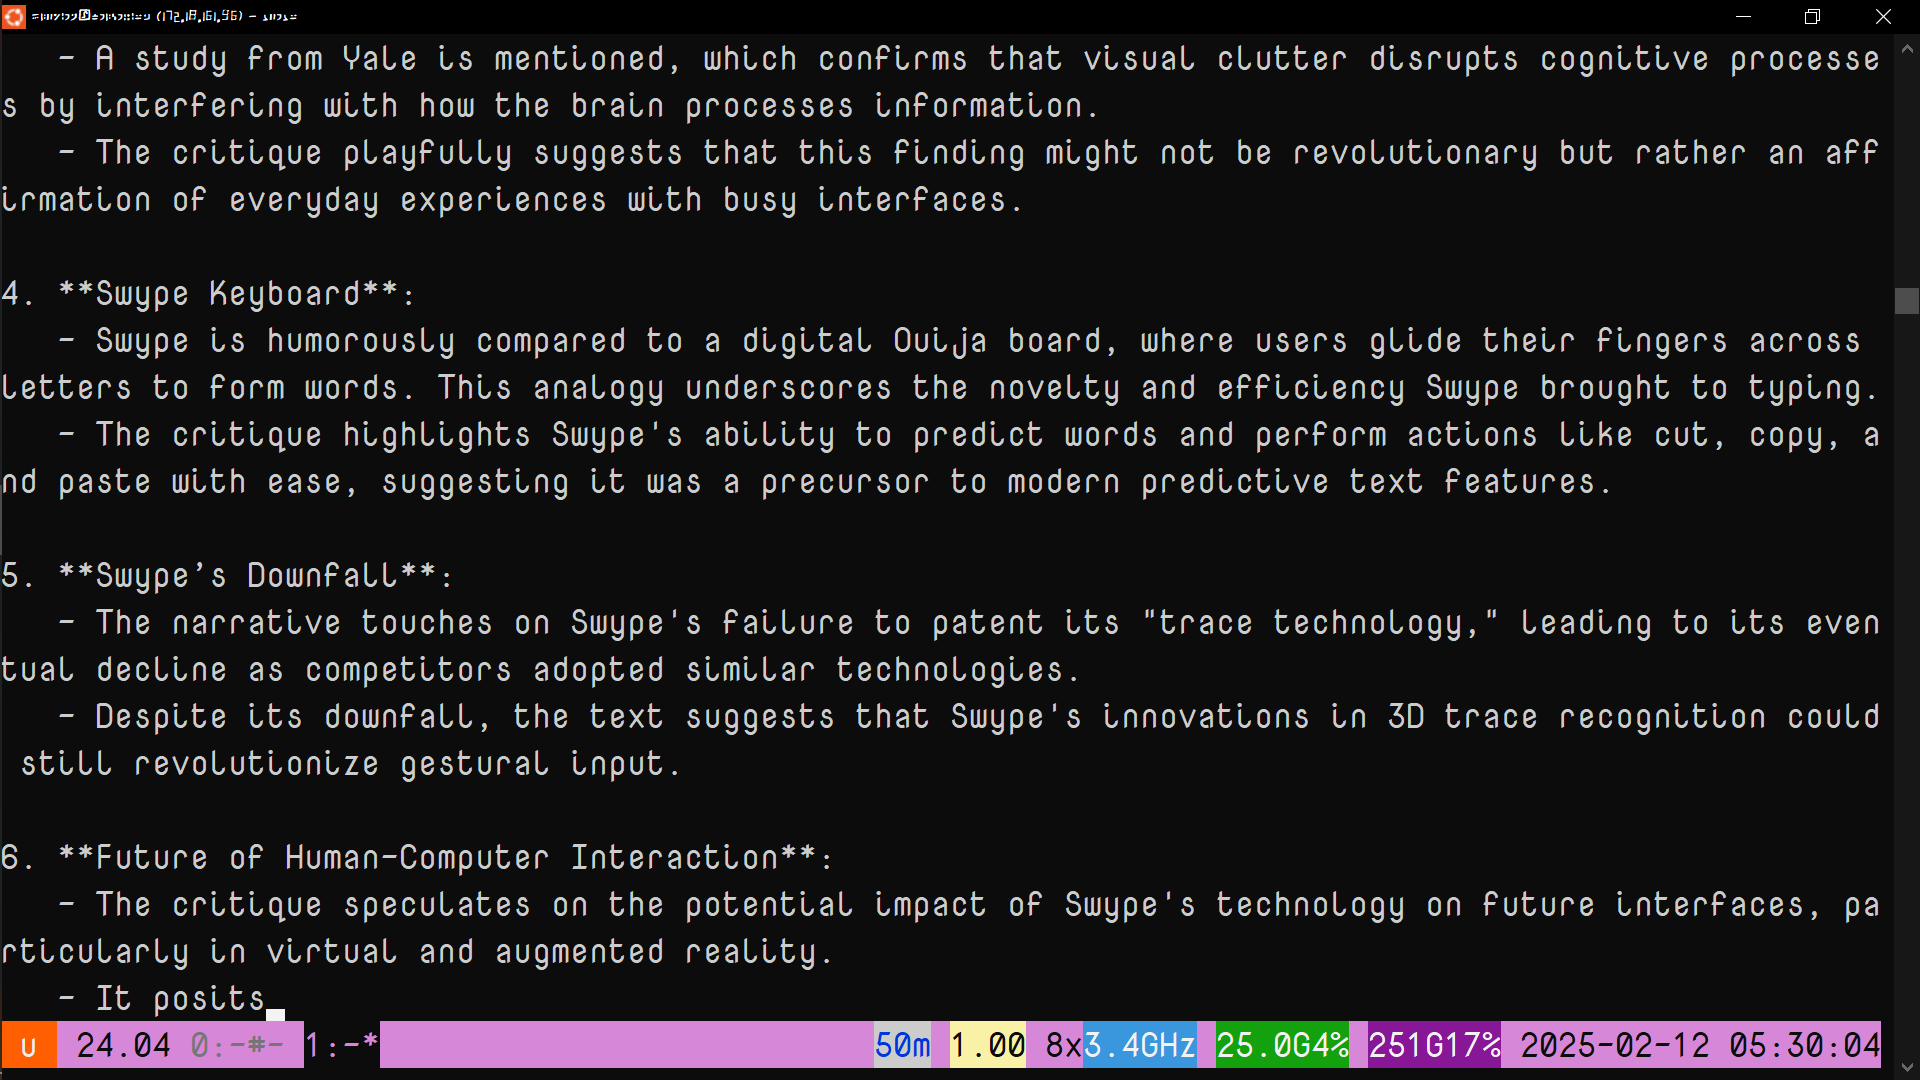 (172.18.161.96) -
- A study from Yale is mentioned, which confirms that visual clutter disrupts cognitive processe
s by interfering with how the brain processes information.
- The critique playfully suggests that this finding might not be revolutionary but rather an aff
irmation of everyday experiences with busy interfaces.
4. **Swype Keyboard**:
- Swype is humorously compared to a digital Ouija board, where users glide their fingers across
letters to form words. This analogy underscores the novelty and efficiency Swype brought to typing.
- The critique highlights Swype's ability to predict words and perform actions like cut, copy, a
nd paste with ease, suggesting it was a precursor to modern predictive text features.
5. **Swype’s Downfall**:
- The narrative touches on Swype's failure to patent its "trace technology," leading to its even
tual decline as competitors adopted similar technologies.
- Despite its downfall, the text suggests that Swype's innovations in 3D trace recognition could
still revolutionize gestural input.
6. **Future of Human-Computer Interaction**:
- The critique speculates on the potential impact of Swype's technology on future interfaces, pa
rticularly in virtual and augmented reality.
- It posits
u 24.04 0:-#- 1:-* 50m 1.00 8x3.4GHz 25.0G4% 251G17% 2025-02-12 05:30:04